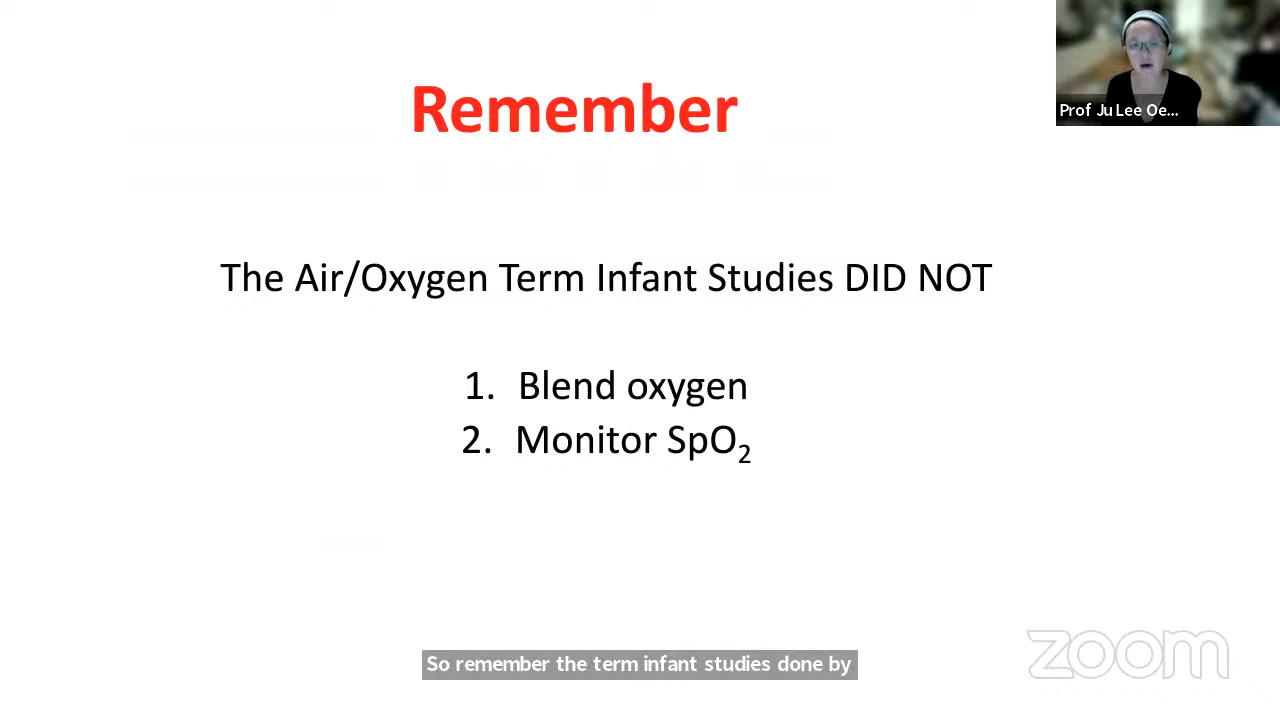 Remember
Prof Ju Lee Oe...
The Air/Oxygen Term Infant Studies DID NOT
1. Blend oxygen
2. Monitor SpO₂
zoom
So remember the term infant studies done by